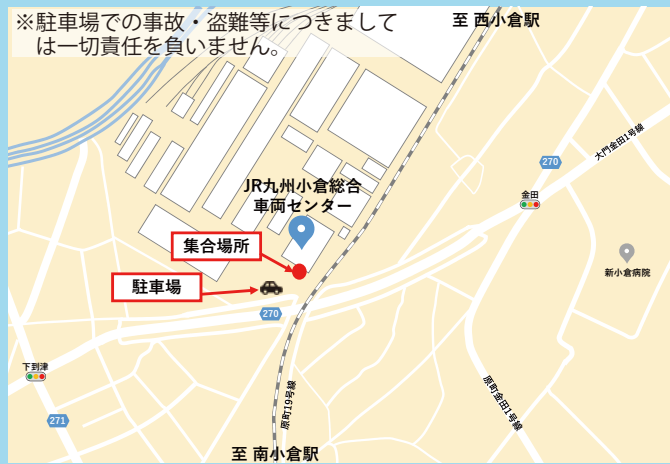 ※駐車場での事故・盗難等につきまして
は一切責任を負いません。
至 西小倉駅
大門金田1号線
270
金田
JR九州小倉総合
車両センター
集合場所
新小倉病院
駐車場
270
下到津
271
原町19号線
原町金田1号線
至 南小倉駅